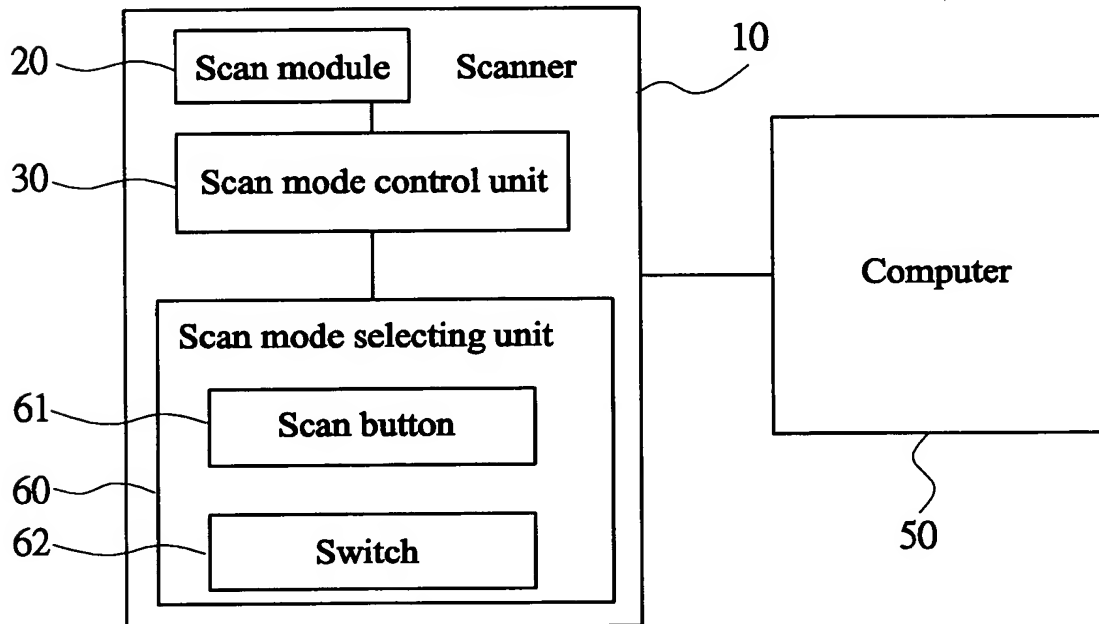 20
Scan module
Scanner
10
30
Scan mode control unit
Computer
Scan mode selecting unit
61
Scan button
60
62
Switch
50